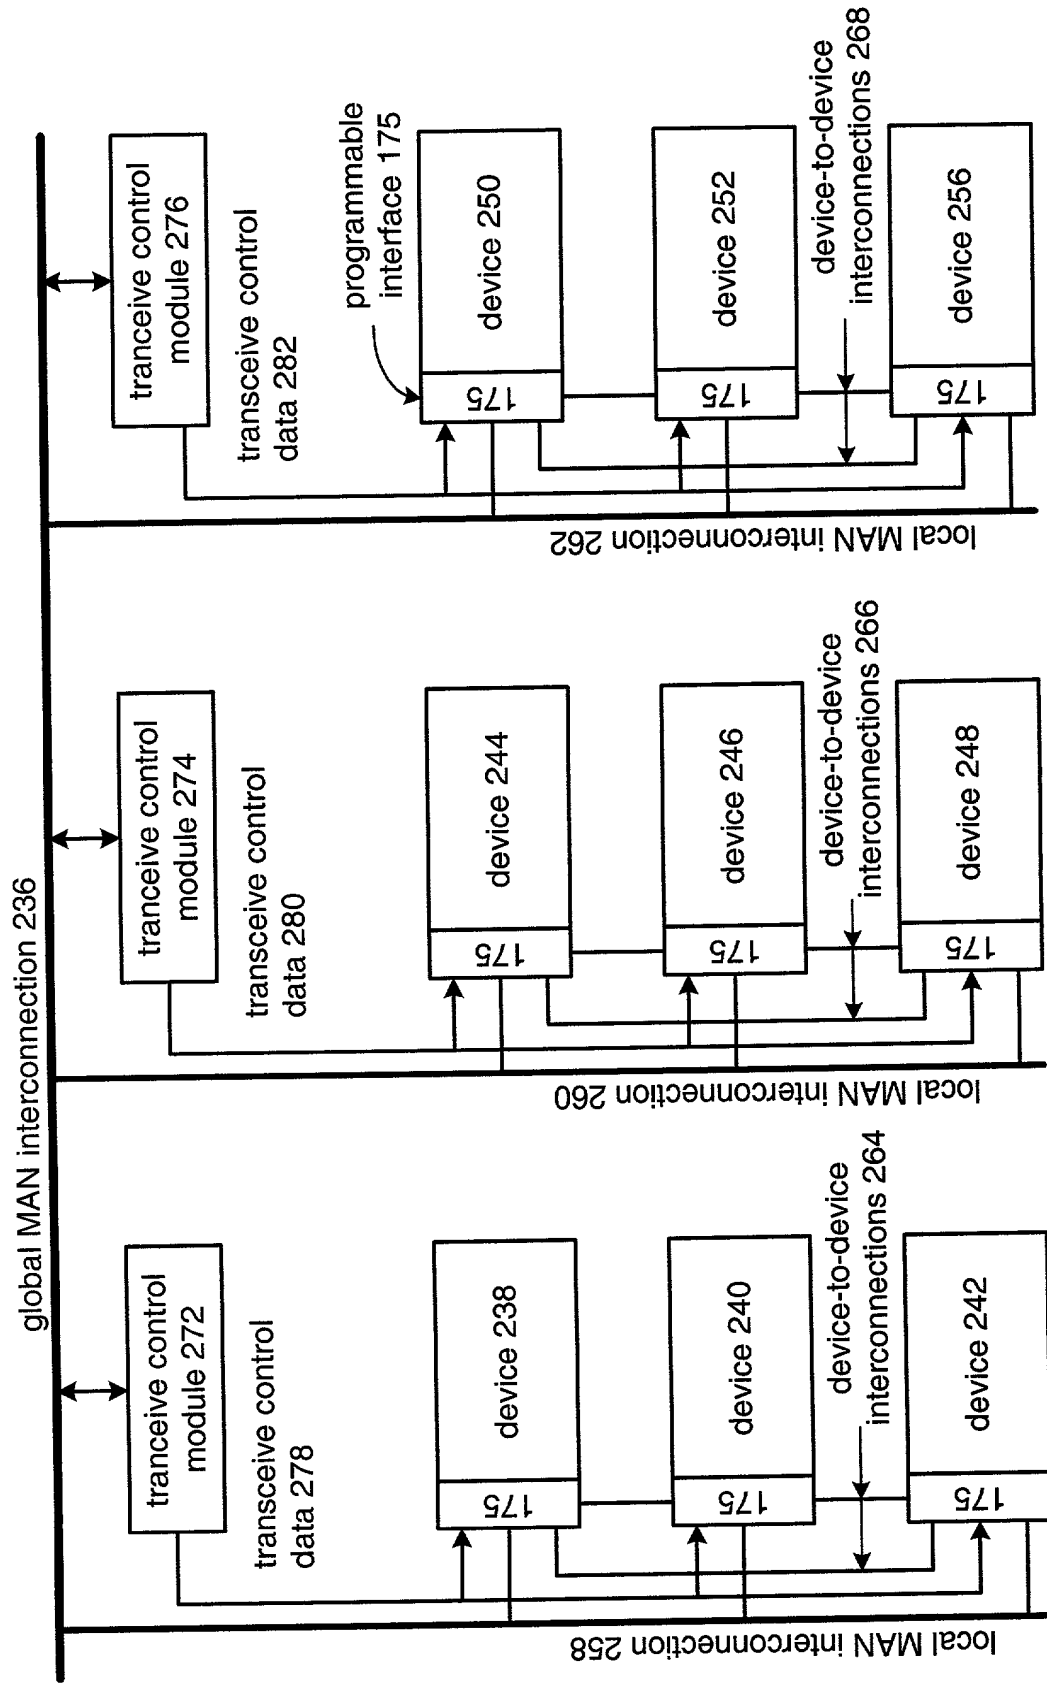 global MAN interconnection 236
tranceive control
module 272
transceive control
data 278
device 238
175
device 240
175
device-to-device
interconnections 264
device 242
175
local MAN interconnection 258
tranceive control
module 274
transceive control
data 280
device 244
175
device 246
175
device-to-device
interconnections 266
device 248
175
local MAN interconnection 260
tranceive control
module 276
transceive control
data 282
programmable
interface 175
device 250
175
device 252
175
device-to-device
interconnections 268
device 256
175
local MAN interconnection 262